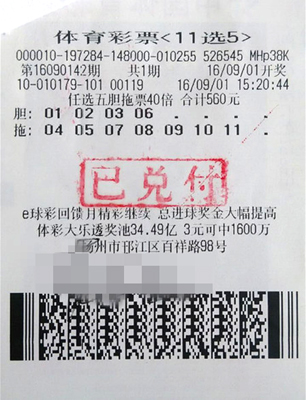 体育彩票<11选5>
000010-197284-148000-010255 526545 MHp38K
第16090142期 共1期 16/09/01开奖
10-010179-101 00119 16/09/01 15:20:44
任选五胆拖票40倍 合计560元
胆: 01 02 03 06
拖: 04 05 07 08 09 10 11
已兑付
e球彩回馈月精彩继续 总进球奖金大幅提高
体彩大乐透奖池34.49亿 3元可中1600万
扬州市邗江区百祥路98号